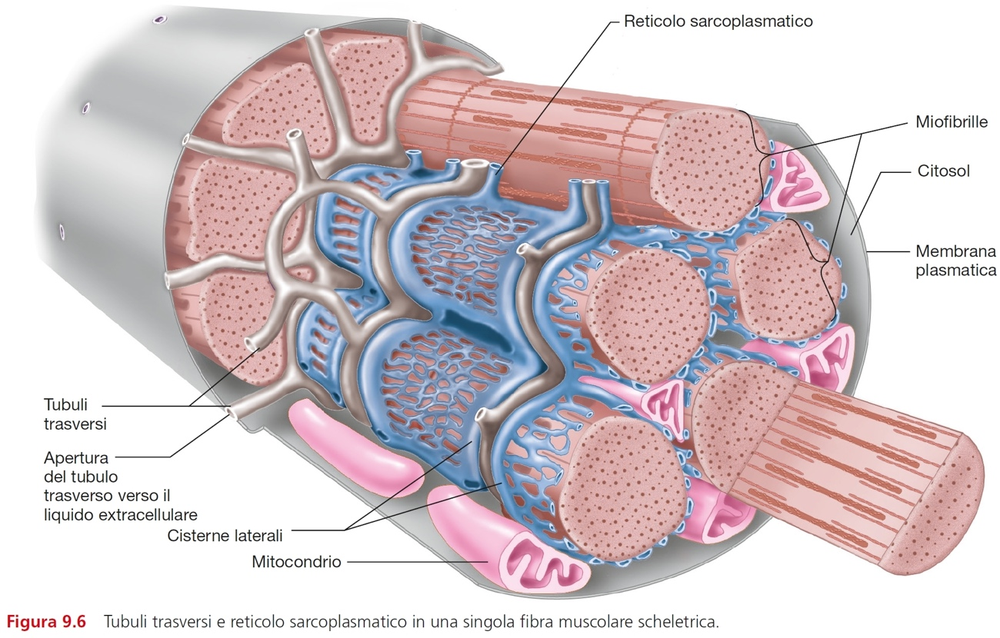 Reticolo sarcoplasmatico
Miofibrille
Citosol
Membrana
plasmatica
Tubuli
trasversi
Apertura
del tubulo
trasverso verso il
liquido extracellulare
Cisterne laterali
Mitocondrio
Figura 9.6 Tubuli trasversi e reticolo sarcoplasmatico in una singola fibra muscolare scheletrica.